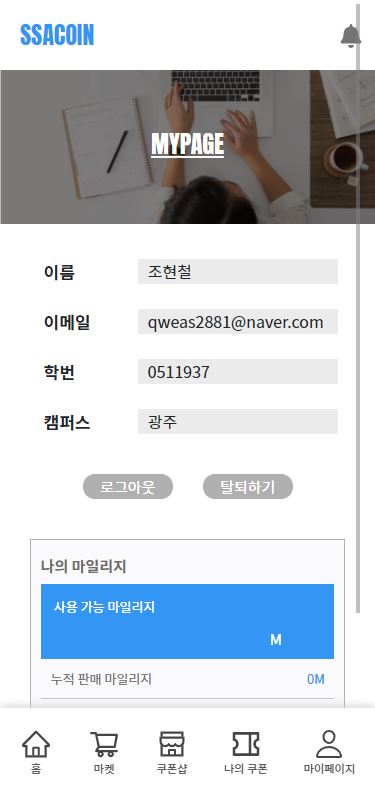 SSACOIN
MYPAGE
이름 조현철
이메일 qweas2881@naver.com
학번 0511937
캠퍼스 광주
로그아웃 탈퇴하기
나의 마일리지
사용 가능 마일리지
M
누적 판매 마일리지 0M
홈 마켓 쿠폰샵 나의 쿠폰 마이페이지